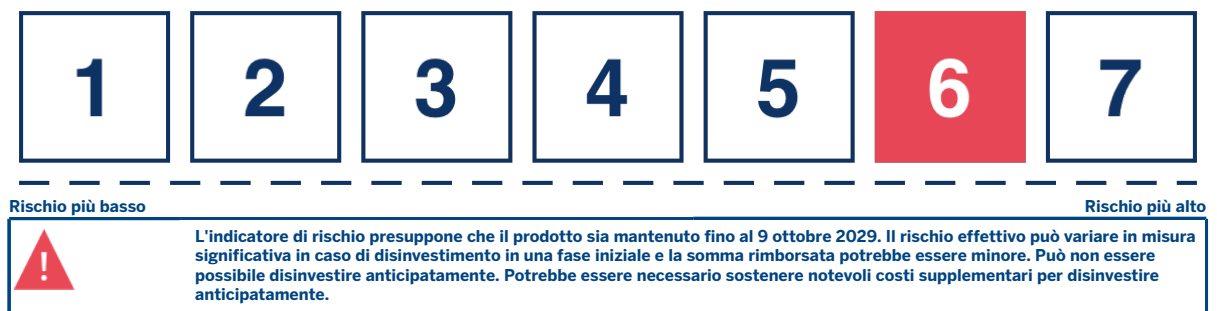 1 2 3 4 5 6 7
Rischio più basso Rischio più alto
!
L'indicatore di rischio presuppone che il prodotto sia mantenuto fino al 9 ottobre 2029. Il rischio effettivo può variare in misura
significativa in caso di disinvestimento in una fase iniziale e la somma rimborsata potrebbe essere minore. Può non essere
possibile disinvestire anticipatamente. Potrebbe essere necessario sostenere notevoli costi supplementari per disinvestire
anticipatamente.